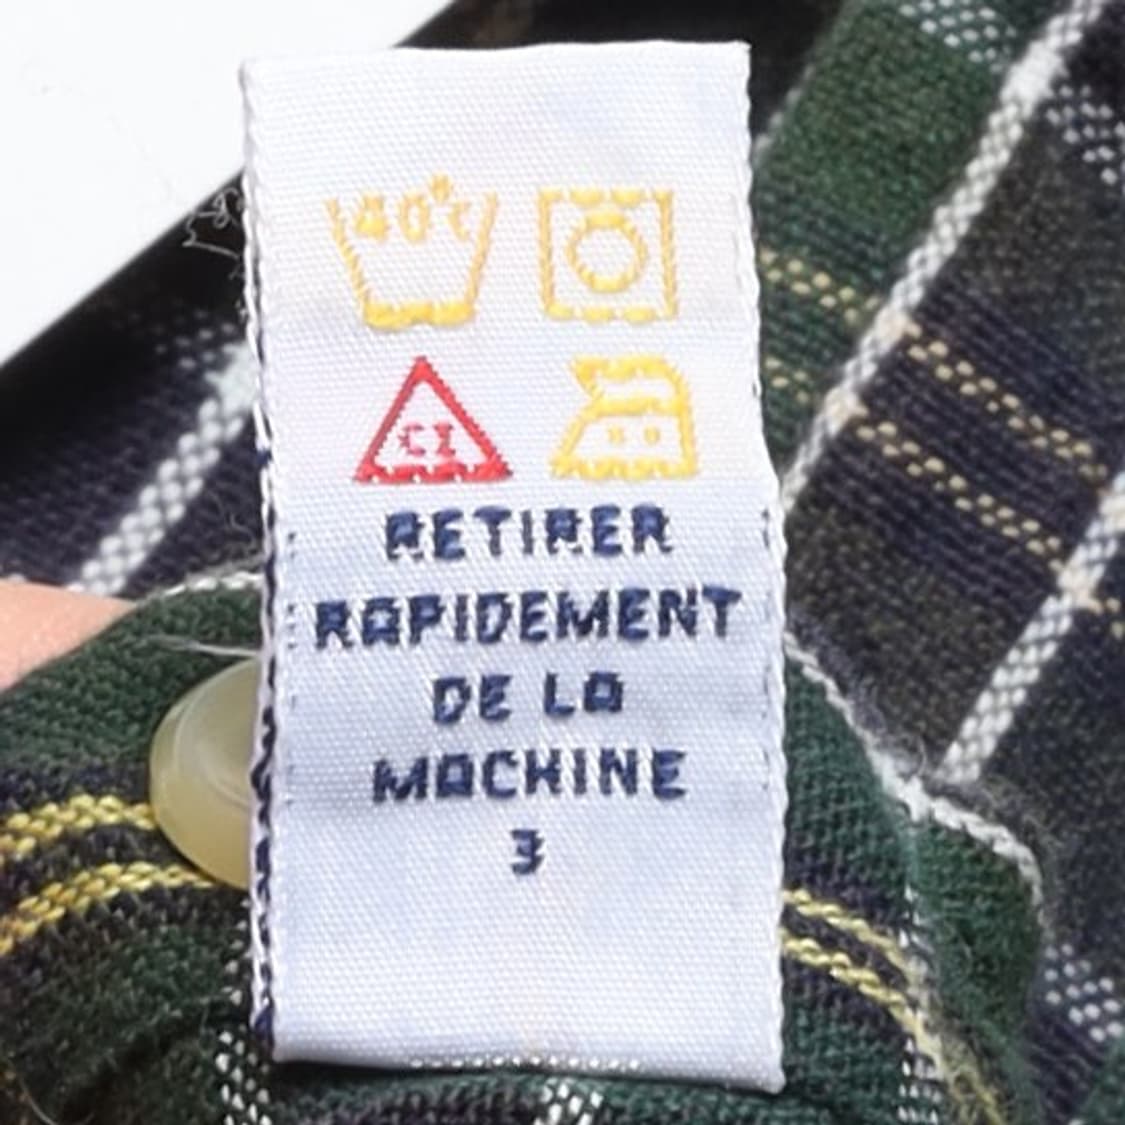 40°C
CL
RETIRER
RAPIDEMENT
DE LA
MACHINE
3